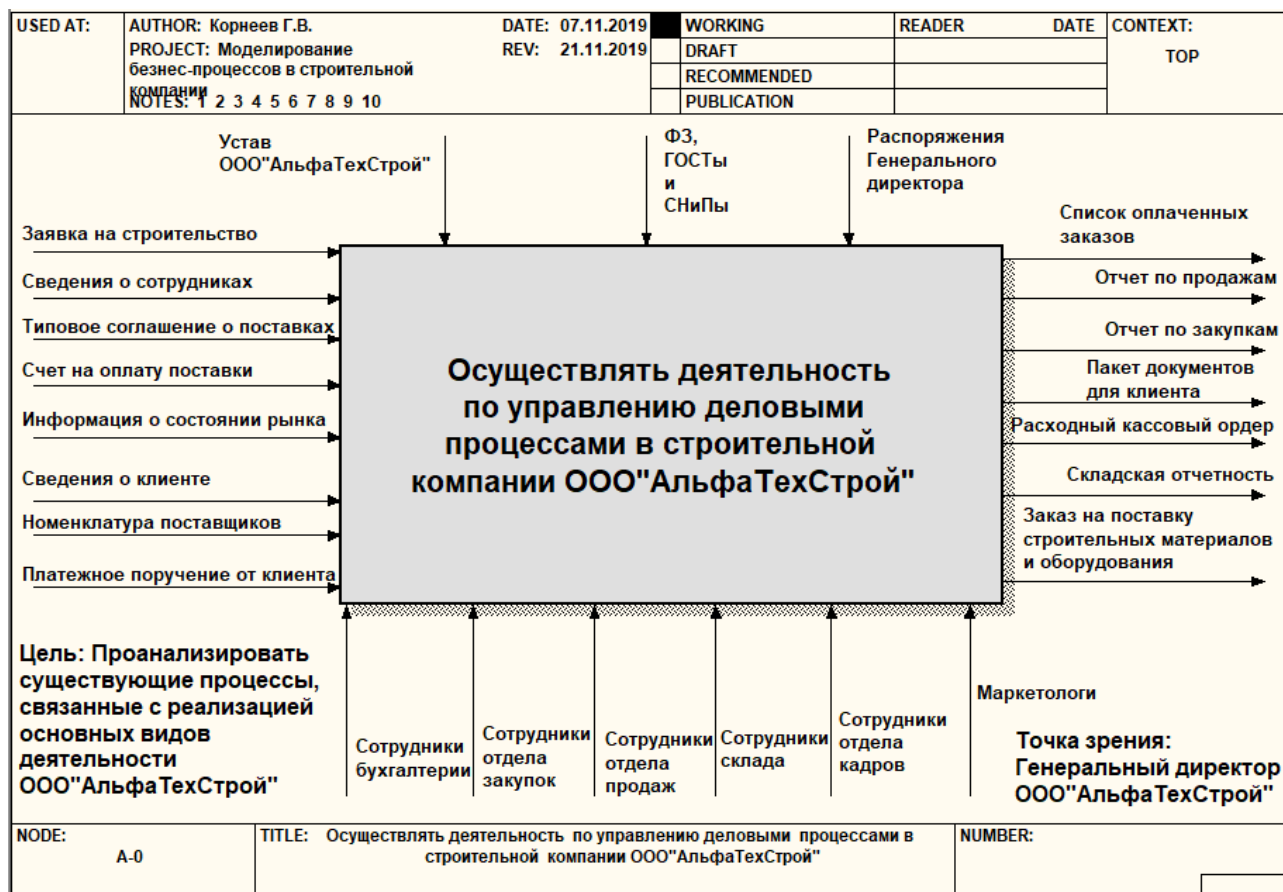 USED AT:
AUTHOR: Корнеев Г.В.
DATE: 07.11.2019
WORKING
READER
DATE
CONTEXT:
PROJECT: Моделирование
REV: 21.11.2019
DRAFT
TOP
безнес-процессов в строительной
RECOMMENDED
компании
NOTES: 1 2 3 4 5 6 7 8 9 10
PUBLICATION
Устав
ООО"АльфаТехСтрой"
ФЗ,
ГОСТы
и
СНиПы
Распоряжения
Генерального
директора
Заявка на строительство
Сведения о сотрудниках
Типовое соглашение о поставках
Счет на оплату поставки
Информация о состоянии рынка
Сведения о клиенте
Номенклатура поставщиков
Платежное поручение от клиента
Осуществлять деятельность
по управлению деловыми
процессами в строительной
компании ООО"АльфаТехСтрой"
Список оплаченных
заказов
Отчет по продажам
Отчет по закупкам
Пакет документов
для клиента
Расходный кассовый ордер
Складская отчетность
Заказ на поставку
строительных материалов
и оборудования
Цель: Проанализировать
существующие процессы,
связанные с реализацией
основных видов
деятельности
ООО"АльфаТехСтрой"
Сотрудники
бухгалтерии
Сотрудники
отдела
закупок
Сотрудники
отдела
продаж
Сотрудники
склада
Сотрудники
отдела
кадров
Маркетологи
Точка зрения:
Генеральный директор
ООО"АльфаТехСтрой"
NODE:
A-0
TITLE: Осуществлять деятельность по управлению деловыми процессами в
строительной компании ООО"АльфаТехСтрой"
NUMBER: